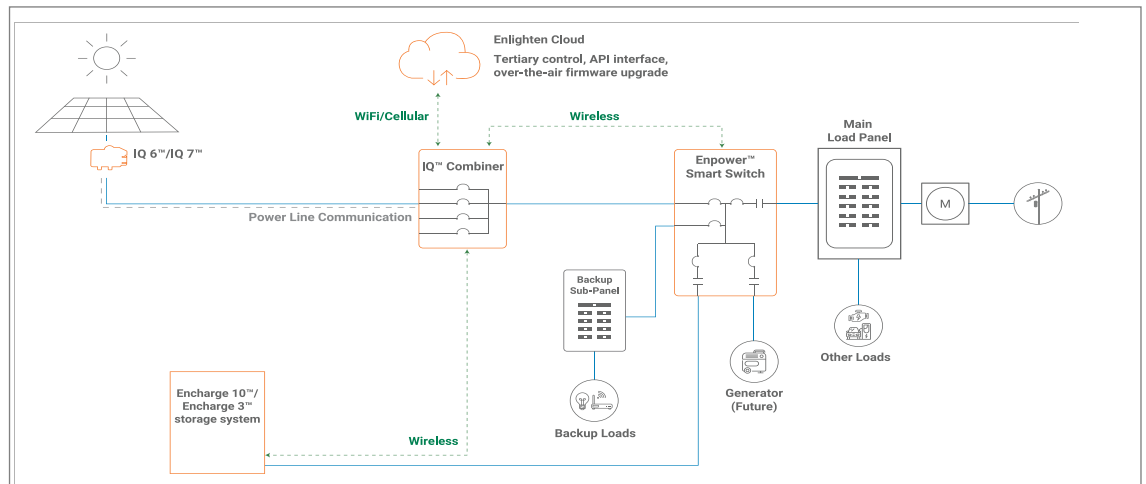 Enlighten Cloud
Tertiary control, API interface,
over-the-air firmware upgrade
WiFi/Cellular
Wireless
Main
Load Panel
IQ 6™/IQ 7™
IQ™ Combiner
Enpower™
Smart Switch
Power Line Communication
M
Backup
Sub-Panel
Other Loads
Generator
(Future)
Encharge 10™/
Encharge 3™
storage system
Backup Loads
Wireless